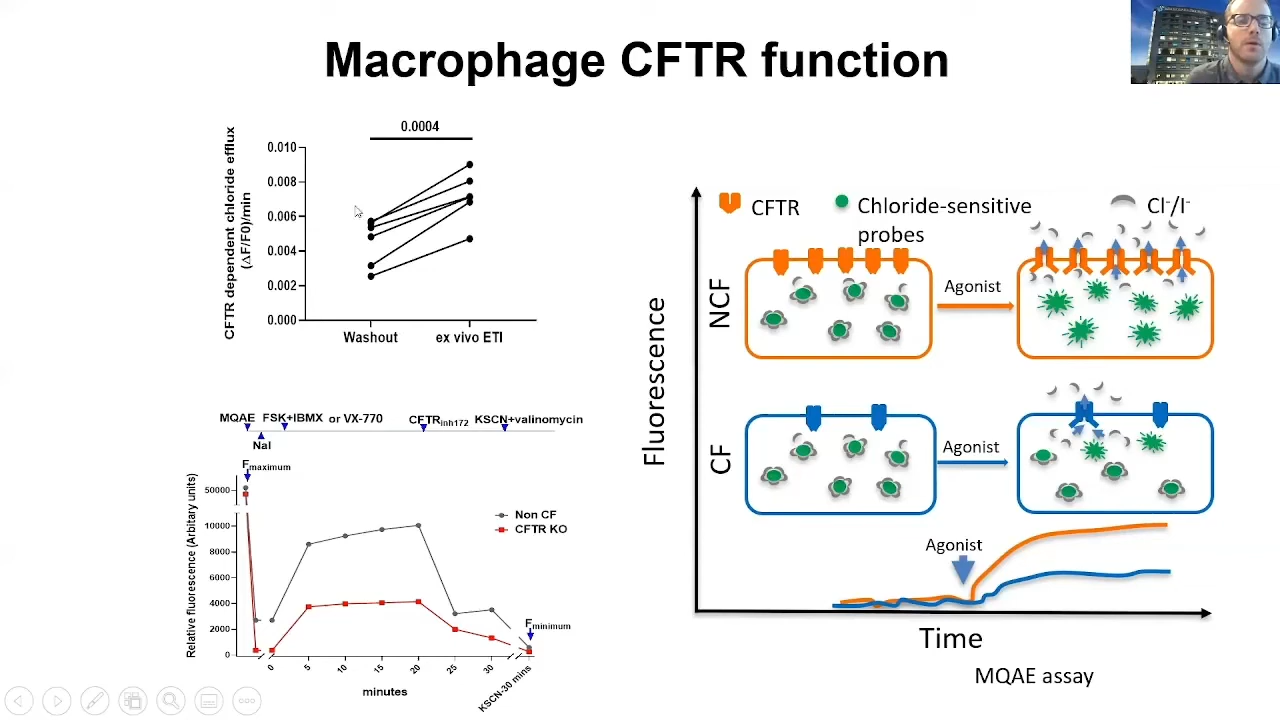 Macrophage CFTR function
CFTR dependent chloride efflux
(△F/F0)/min
0.0004
0.010
0.008
0.006
0.004
0.002
0.000
Washout
ex vivo ETI
MQAE FSK+IBMX or VX-770 CFTRinh172 KSCN+valinomycin
NaI
Fmaximum
Relative fluorescence (Arbitary units)
50000
10000
8000
6000
4000
2000
0
Non CF
CFTR KO
Fminimum
0 5 10 15 20 25 30 KSCN-30 mins
minutes
CFTR
Chloride-sensitive
probes
Cl-/I-
Fluorescence
NCF
Agonist
CF
Agonist
Agonist
Time
MQAE assay